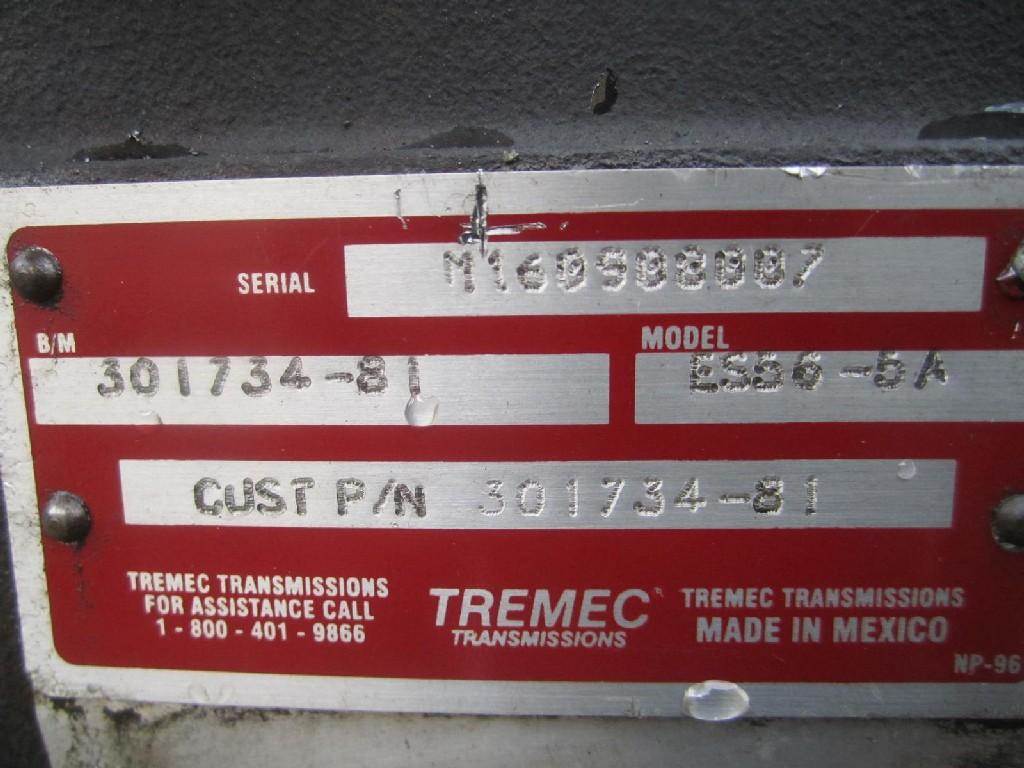 SERIAL M160908007
B/M MODEL
301734-81 ES56-5A
CUST P/N 301734-81
TREMEC TRANSMISSIONS
FOR ASSISTANCE CALL
1-800-401-9866
TREMEC
TRANSMISSIONS
TREMEC TRANSMISSIONS
MADE IN MEXICO
NP-96